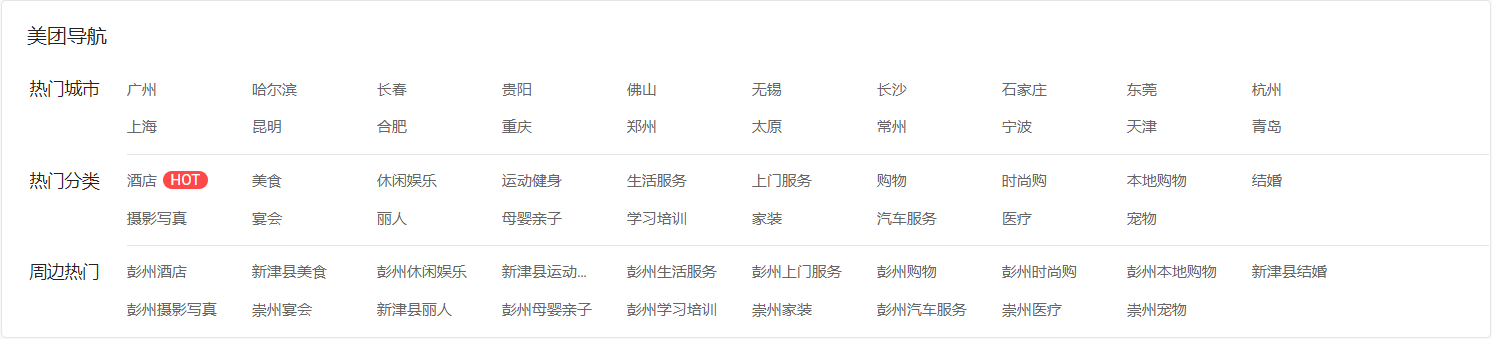 美团导航
热门城市 广州 哈尔滨 长春 贵阳 佛山 无锡 长沙 石家庄 东莞 杭州
上海 昆明 合肥 重庆 郑州 太原 常州 宁波 天津 青岛
热门分类 酒店 HOT 美食 休闲娱乐 运动健身 生活服务 上门服务 购物 时尚购 本地购物 结婚
摄影写真 宴会 丽人 母婴亲子 学习培训 家装 汽车服务 医疗 宠物
周边热门 彭州酒店 新津县美食 彭州休闲娱乐 新津县运动... 彭州生活服务 彭州上门服务 彭州购物 彭州时尚购 彭州本地购物 新津县结婚
彭州摄影写真 崇州宴会 新津县丽人 彭州母婴亲子 彭州学习培训 崇州家装 彭州汽车服务 崇州医疗 崇州宠物